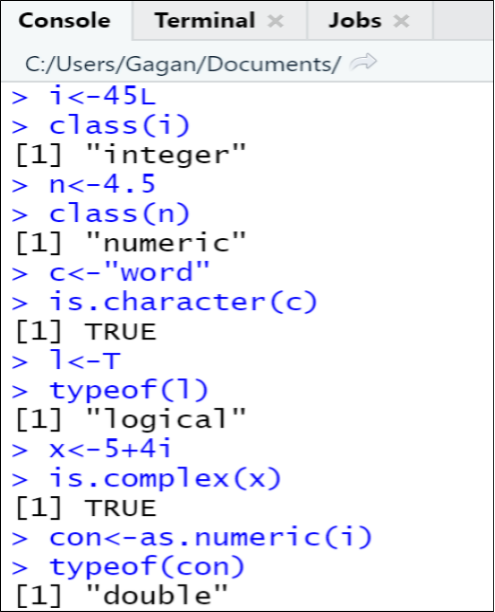 Console Terminal × Jobs ×
C:/Users/Gagan/Documents/
> i<-45L
> class(i)
[1] "integer"
> n<-4.5
> class(n)
[1] "numeric"
> c<-"word"
> is.character(c)
[1] TRUE
> l<-T
> typeof(l)
[1] "logical"
> x<-5+4i
> is.complex(x)
[1] TRUE
> con<-as.numeric(i)
> typeof(con)
[1] "double"